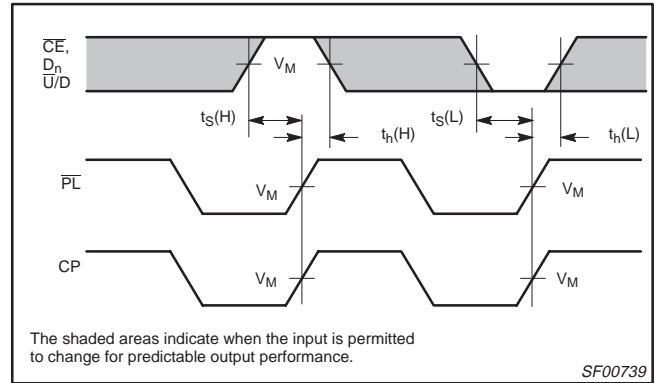 CE,
Dn
U/D
VM
tS(H)
th(H)
tS(L)
th(L)
PL
VM
VM
CP
VM
VM
The shaded areas indicate when the input is permitted
to change for predictable output performance.
SF00739